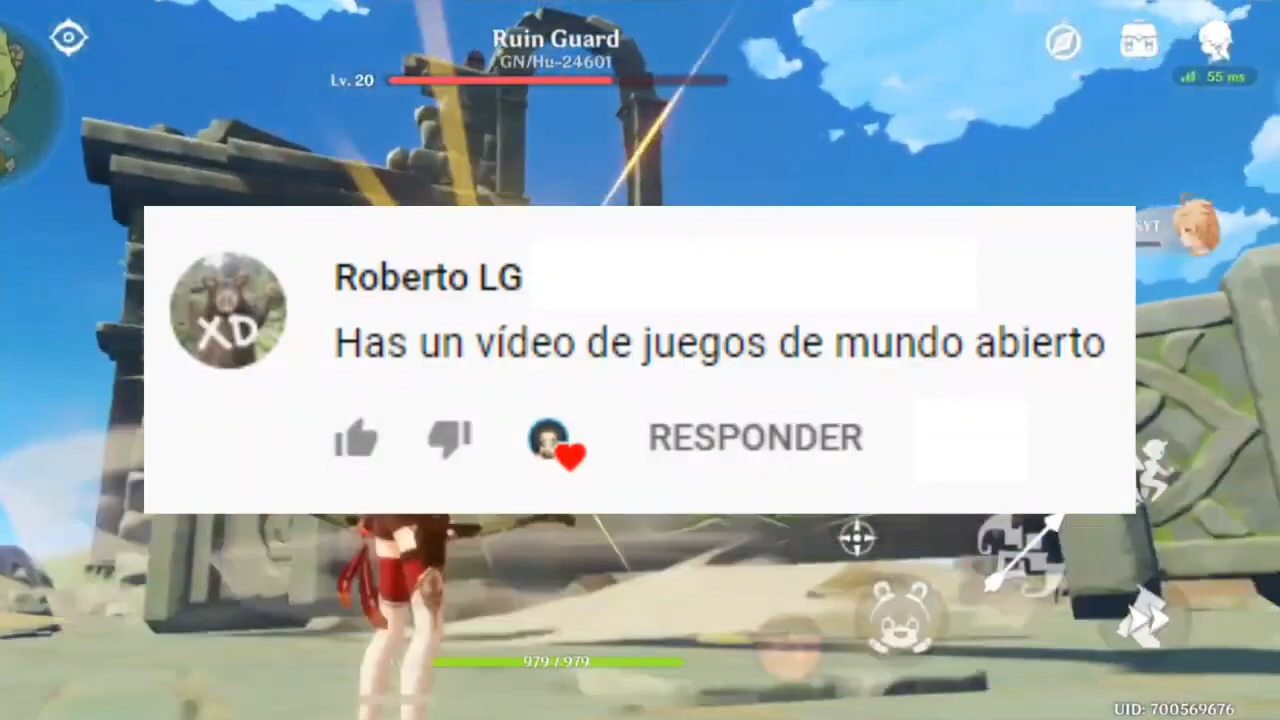 Ruin Guard
GN/Hu-24601
Lv. 20
55 ms
Roberto LG
XD
Has un vídeo de juegos de mundo abierto
RESPONDER
979 / 979
UID: 700569676